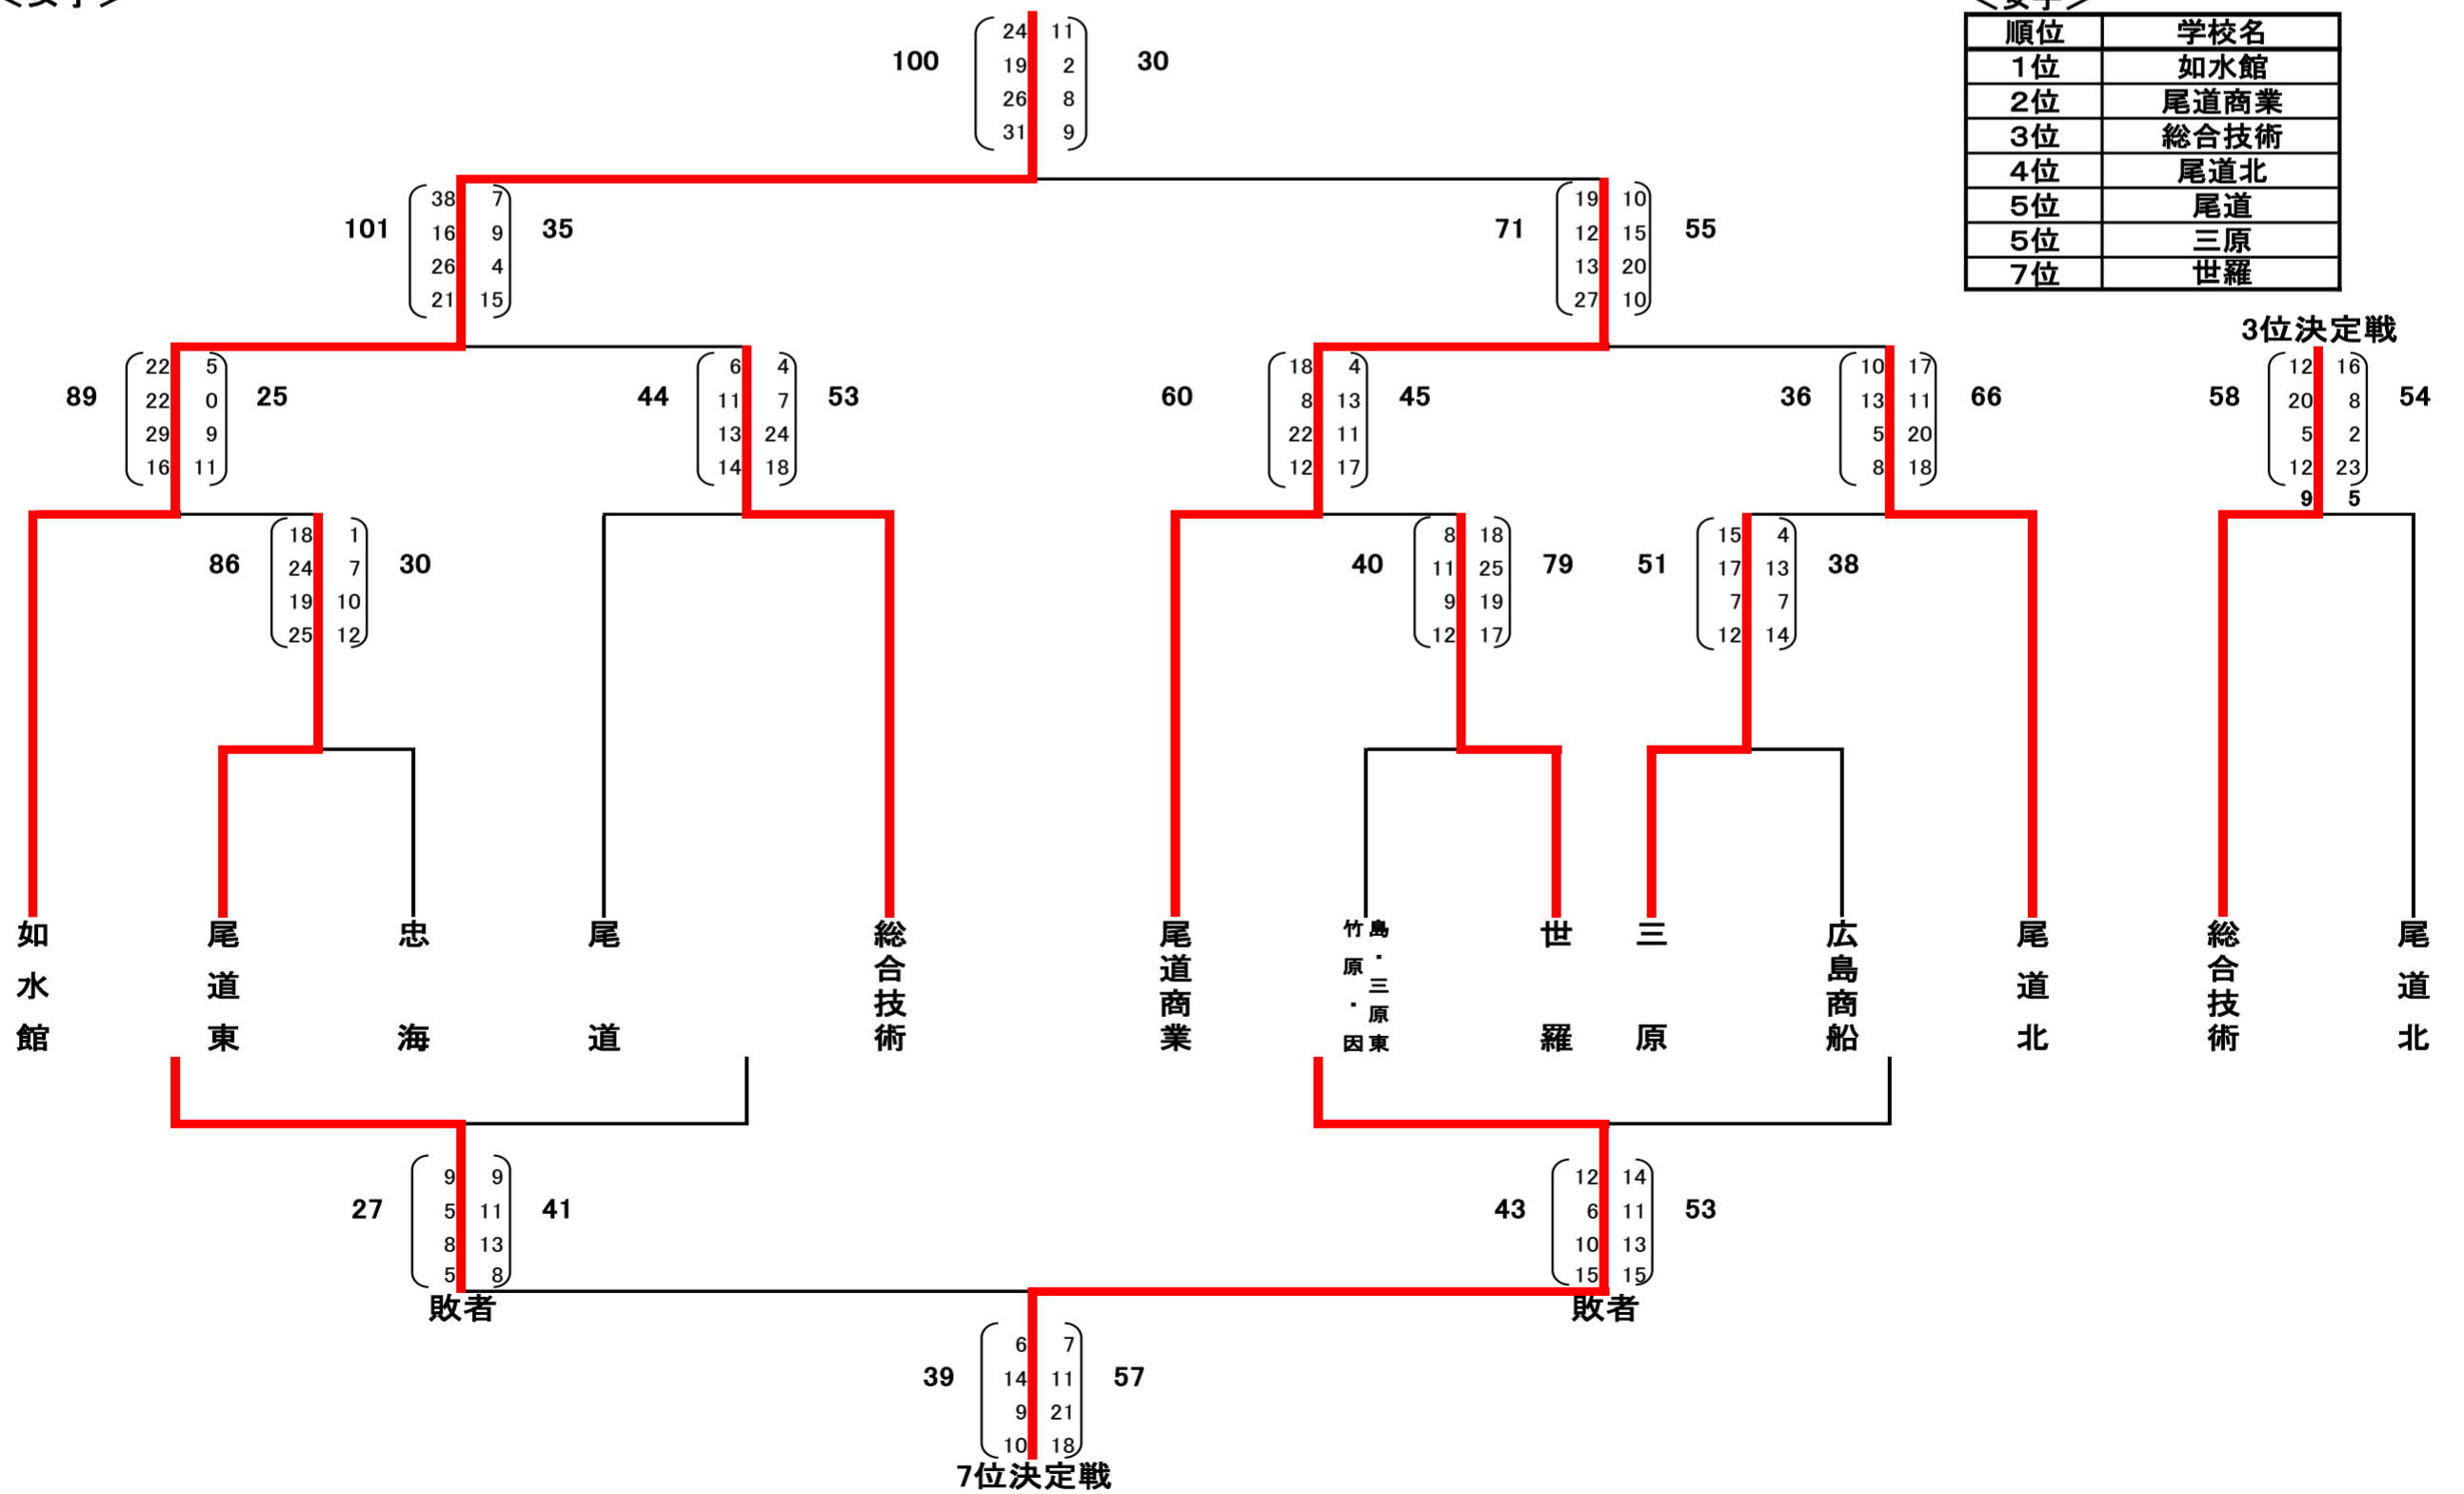 ＜女子＞
＜女子＞
順位 学校名
1位 如水館
2位 尾道商業
3位 総合技術
4位 尾道北
5位 尾道
5位 三原
7位 世羅
24 11
100 19 2 30
26 8
31 9
38 7
101 16 9 35
26 4
21 15
19 10
71 12 15 55
13 20
27 10
3位決定戦
22 5
89 22 0 25
29 9
16 11
6 4
44 11 7 53
13 24
14 18
18 4
60 8 13 45
22 11
12 17
10 17
36 13 11 66
5 20
8 18
12 16
58 20 8 54
5 2
12 23
9 5
18 1
86 24 7 30
19 10
25 12
8 18
40 11 25 79
9 19
12 17
15 4
51 17 13 38
7 7
12 14
如水館
尾道東
忠海
尾道
総合技術
尾道商業
竹原・因
島・三原東
世羅
三原
広島商船
尾道北
総合技術
尾道北
9 9
27 5 11 41
8 13
5 8
敗者
12 14
43 6 11 53
10 13
15 15
敗者
6 7
39 14 11 57
9 21
10 18
7位決定戦